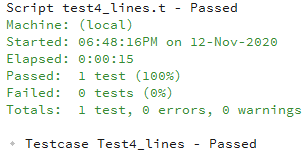 Script test4_lines.t - Passed
Machine: (local)
Started: 06:48:16PM on 12-Nov-2020
Elapsed: 0:00:15
Passed: 1 test (100%)
Failed: 0 tests (0%)
Totals: 1 test, 0 errors, 0 warnings
Testcase Test4_lines - Passed